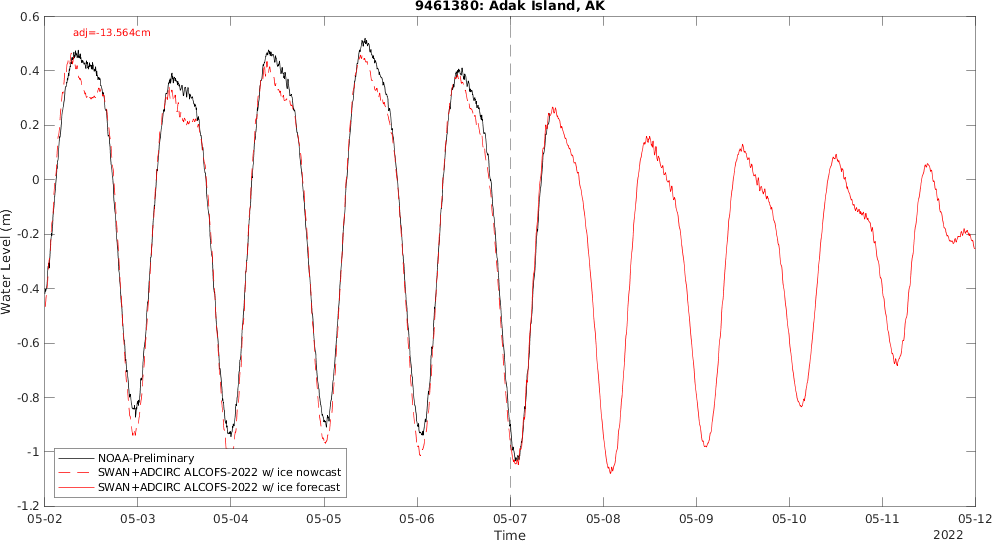 9461380: Adak Island, AK
adj=-13.564cm
0.6
0.4
0.2
0
-0.2
-0.4
-0.6
-0.8
-1
-1.2
Water Level (m)
NOAA-Preliminary
SWAN+ADCIRC ALCOFS-2022 w/ ice nowcast
SWAN+ADCIRC ALCOFS-2022 w/ ice forecast
05-02 05-03 05-04 05-05 05-06 05-07 05-08 05-09 05-10 05-11 05-12
Time
2022